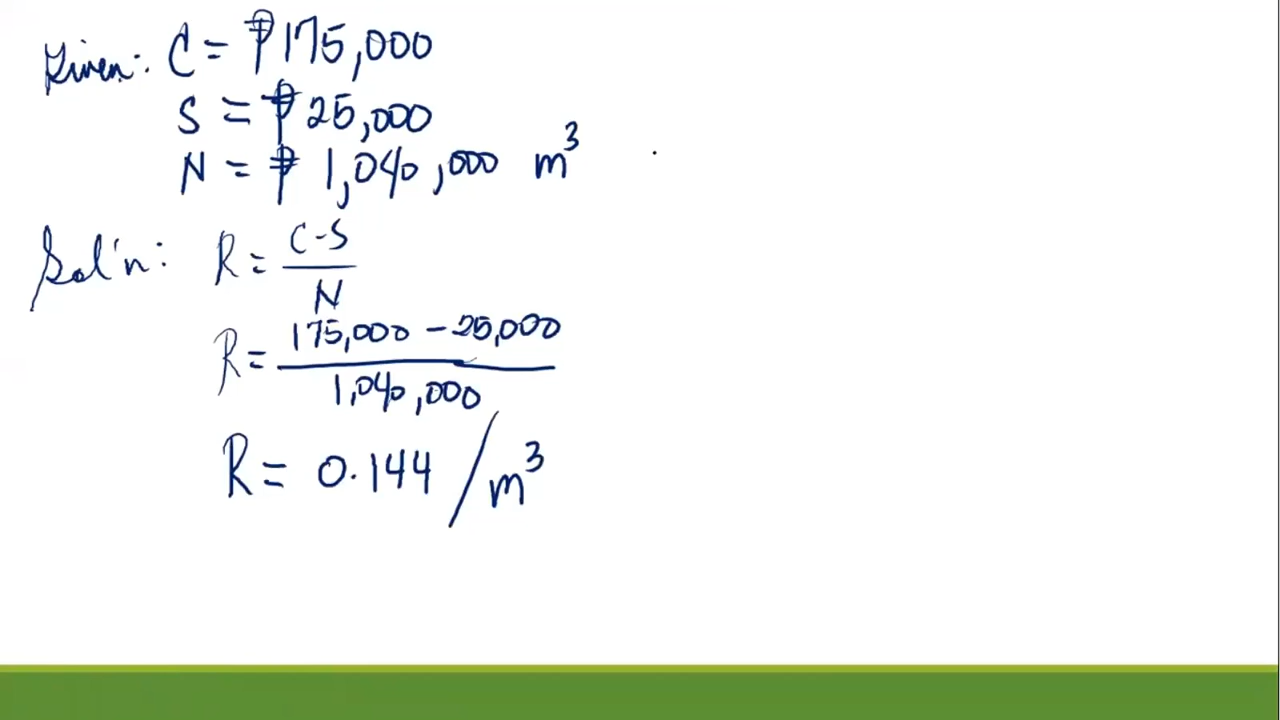 Given: C = ₱175,000
S = ₱25,000
N = ₱ 1,040,000 m³
Sol'n: R = C-S / N
R = 175,000 - 25,000 / 1,040,000
R = 0.144 / m³